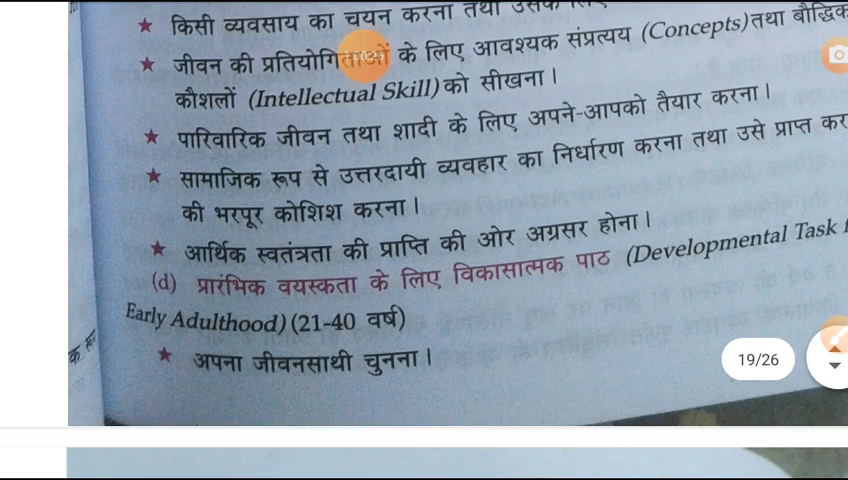 ★ किसी व्यवसाय का चयन करना तथा उसके
★ जीवन की प्रतियोगिताओं के लिए आवश्यक संप्रत्यय (Concepts) तथा बौद्धिक
कौशलों (Intellectual Skill) को सीखना।
★ पारिवारिक जीवन तथा शादी के लिए अपने-आपको तैयार करना।
★ सामाजिक रूप से उत्तरदायी व्यवहार का निर्धारण करना तथा उसे प्राप्त कर
की भरपूर कोशिश करना।
★ आर्थिक स्वतंत्रता की प्राप्ति की ओर अग्रसर होना।
(d) प्रारंभिक वयस्कता के लिए विकासात्मक पाठ (Developmental Task f
Early Adulthood) (21-40 वर्ष)
★ अपना जीवनसाथी चुनना।
19/26